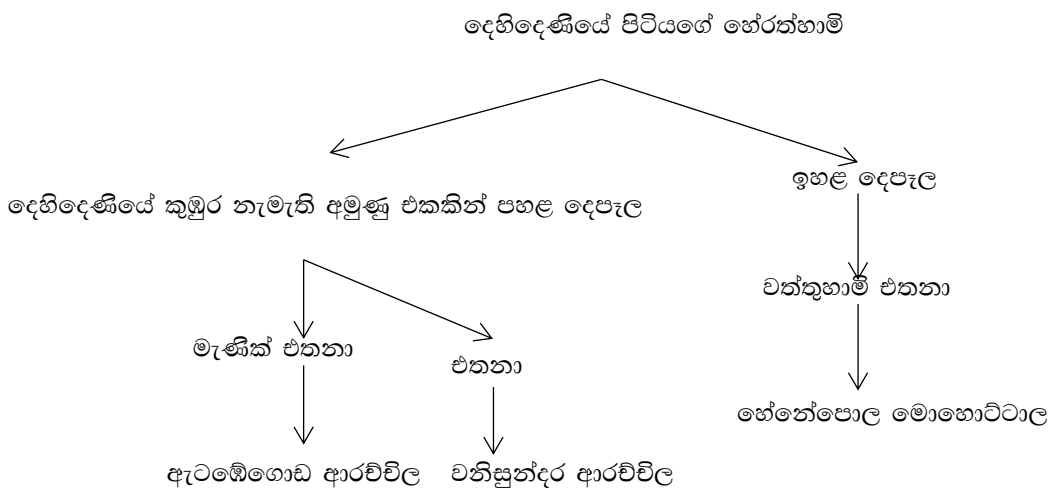 දෙහිදෙණියේ පිටියගේ හේරත්හාමි
ඉහළ දෙපැල
දෙහිදෙණියේ කුඹුර නැමැති අමුණු එකකින් පහළ දෙපැල
වත්තුහාමි එතනා
මැණික් එතනා
එතනා
හේනේපොල මොහොට්ටාල
ඇටඹේගොඩ ආරච්චිල
වනිසුන්දර ආරච්චිල